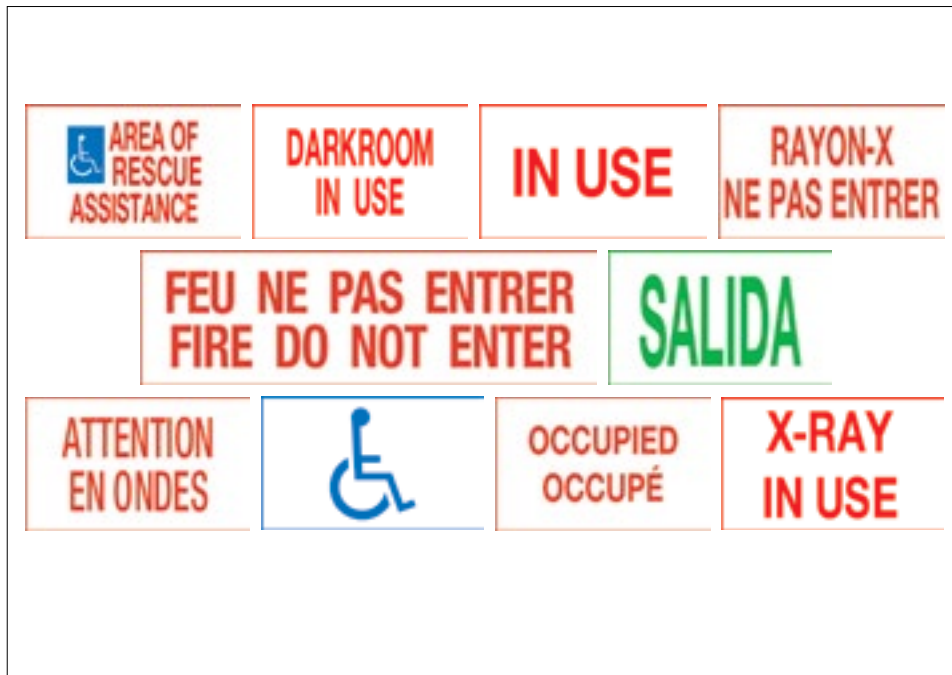 AREA OF
RESCUE
ASSISTANCE
DARKROOM
IN USE
IN USE
RAYON-X
NE PAS ENTRER
FEU NE PAS ENTRER
FIRE DO NOT ENTER
SALIDA
ATTENTION
EN ONDES
OCCUPIED
OCCUPÉ
X-RAY
IN USE